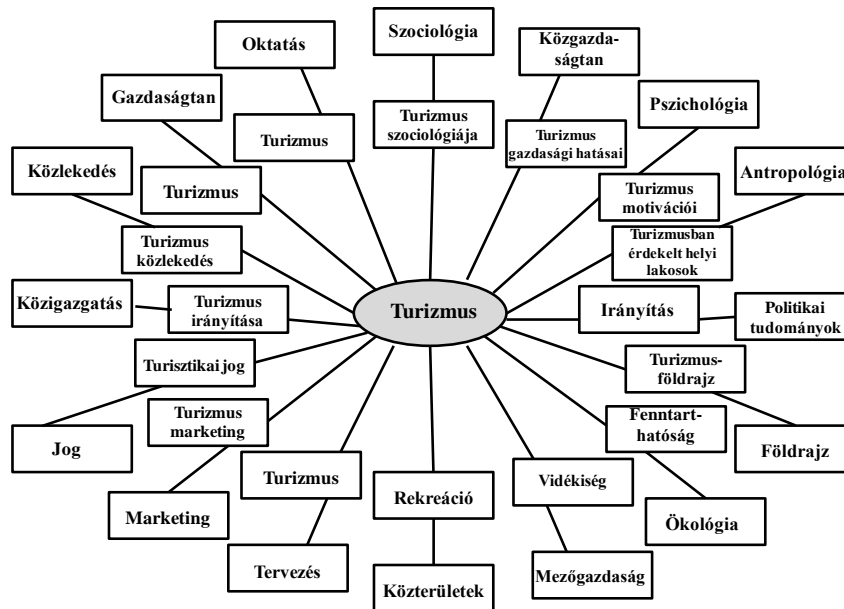 Szociológia
Oktatás
Közgazda-
ságtan
Gazdaságtan
Pszichológia
Turizmus
Turizmus
szociológiája
Turizmus
gazdasági hatásai
Közlekedés
Antropológia
Turizmus
Turizmus
motivációi
Turizmus
közlekedés
Turizmusban
érdekelt helyi
lakosok
Közigazgatás
Turizmus
irányítása
Turizmus
Irányítás
Politikai
tudományok
Turisztikai jog
Turizmus-
földrajz
Turizmus
marketing
Fenntart-
hatóság
Jog
Földrajz
Turizmus
Rekreáció
Vidékiség
Marketing
Ökológia
Tervezés
Közterületek
Mezőgazdaság